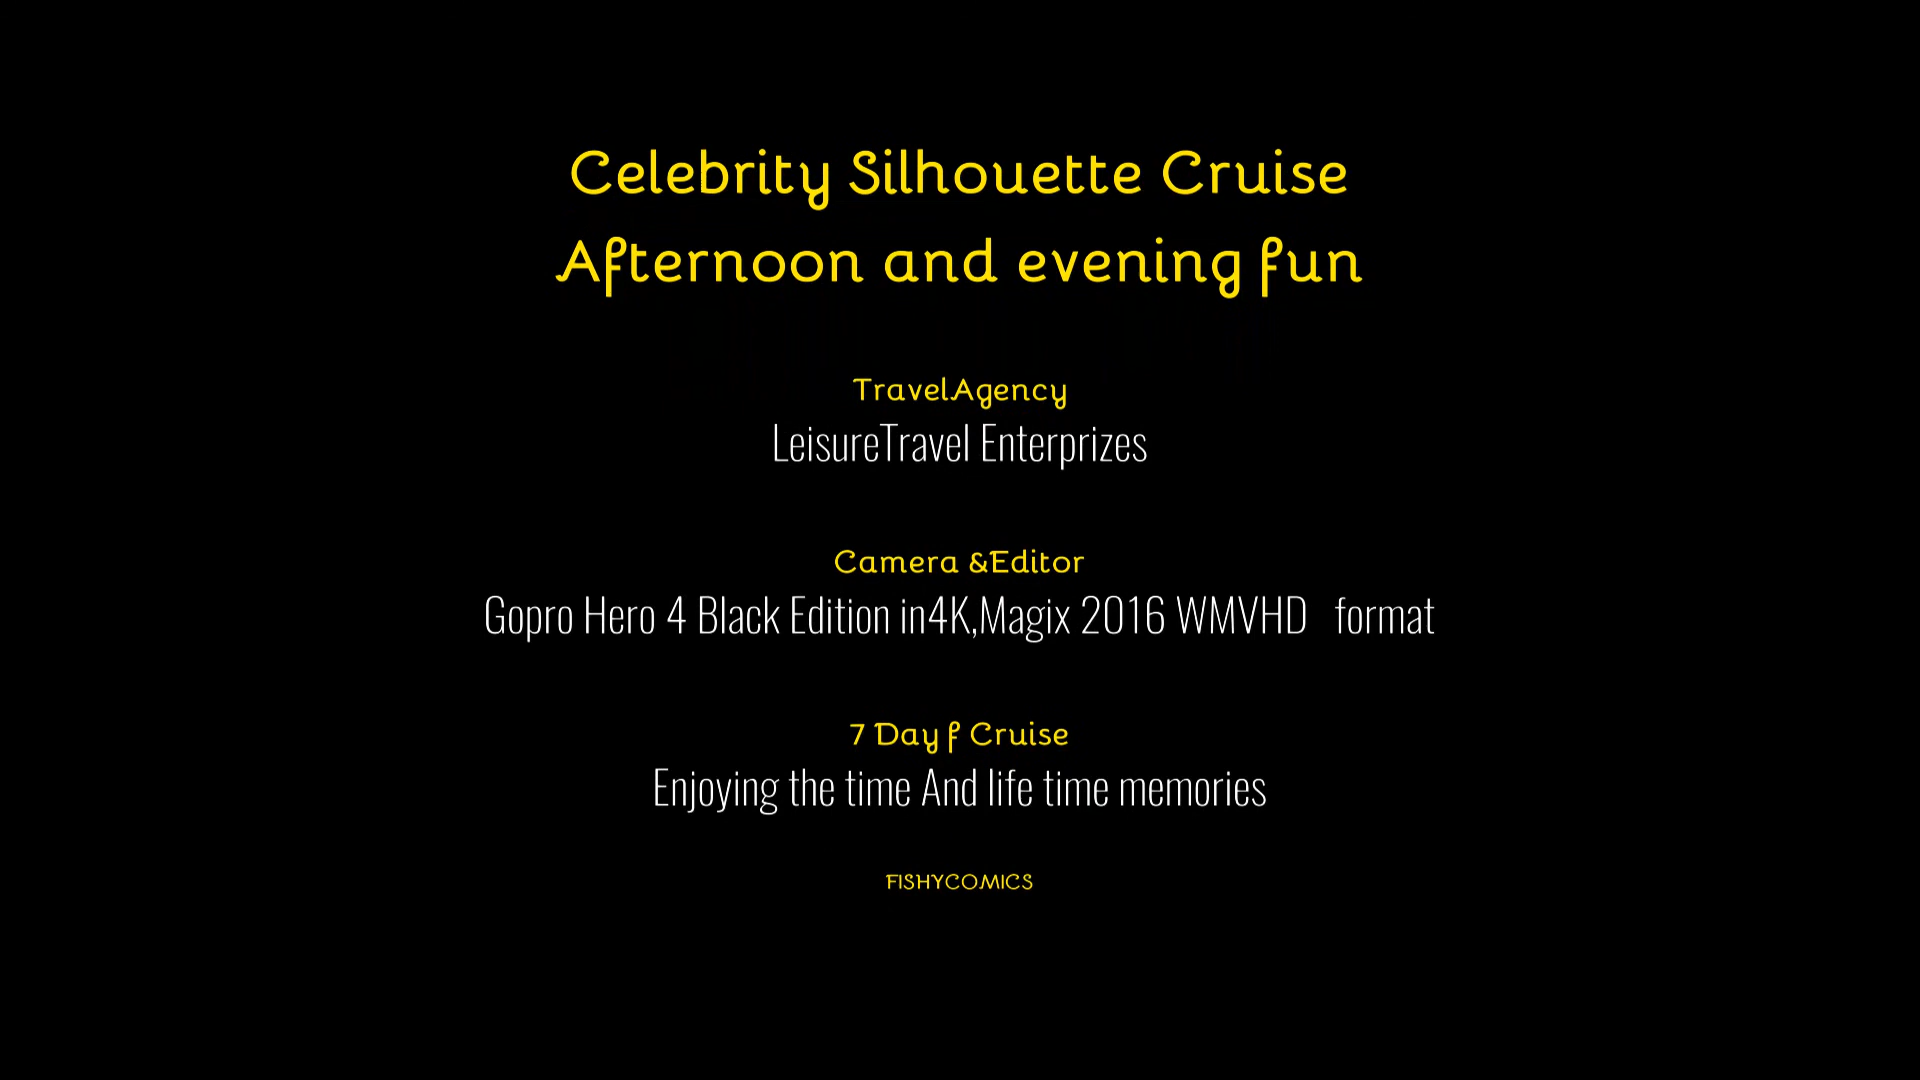 Celebrity Silhouette Cruise
Afternoon and evening fun
TravelAgency
LeisureTravel Enterprizes
Camera &Editor
Gopro Hero 4 Black Edition in4K,Magix 2016 WMVHD format
7 Day f Cruise
Enjoying the time And life time memories
FISHYCOMICS